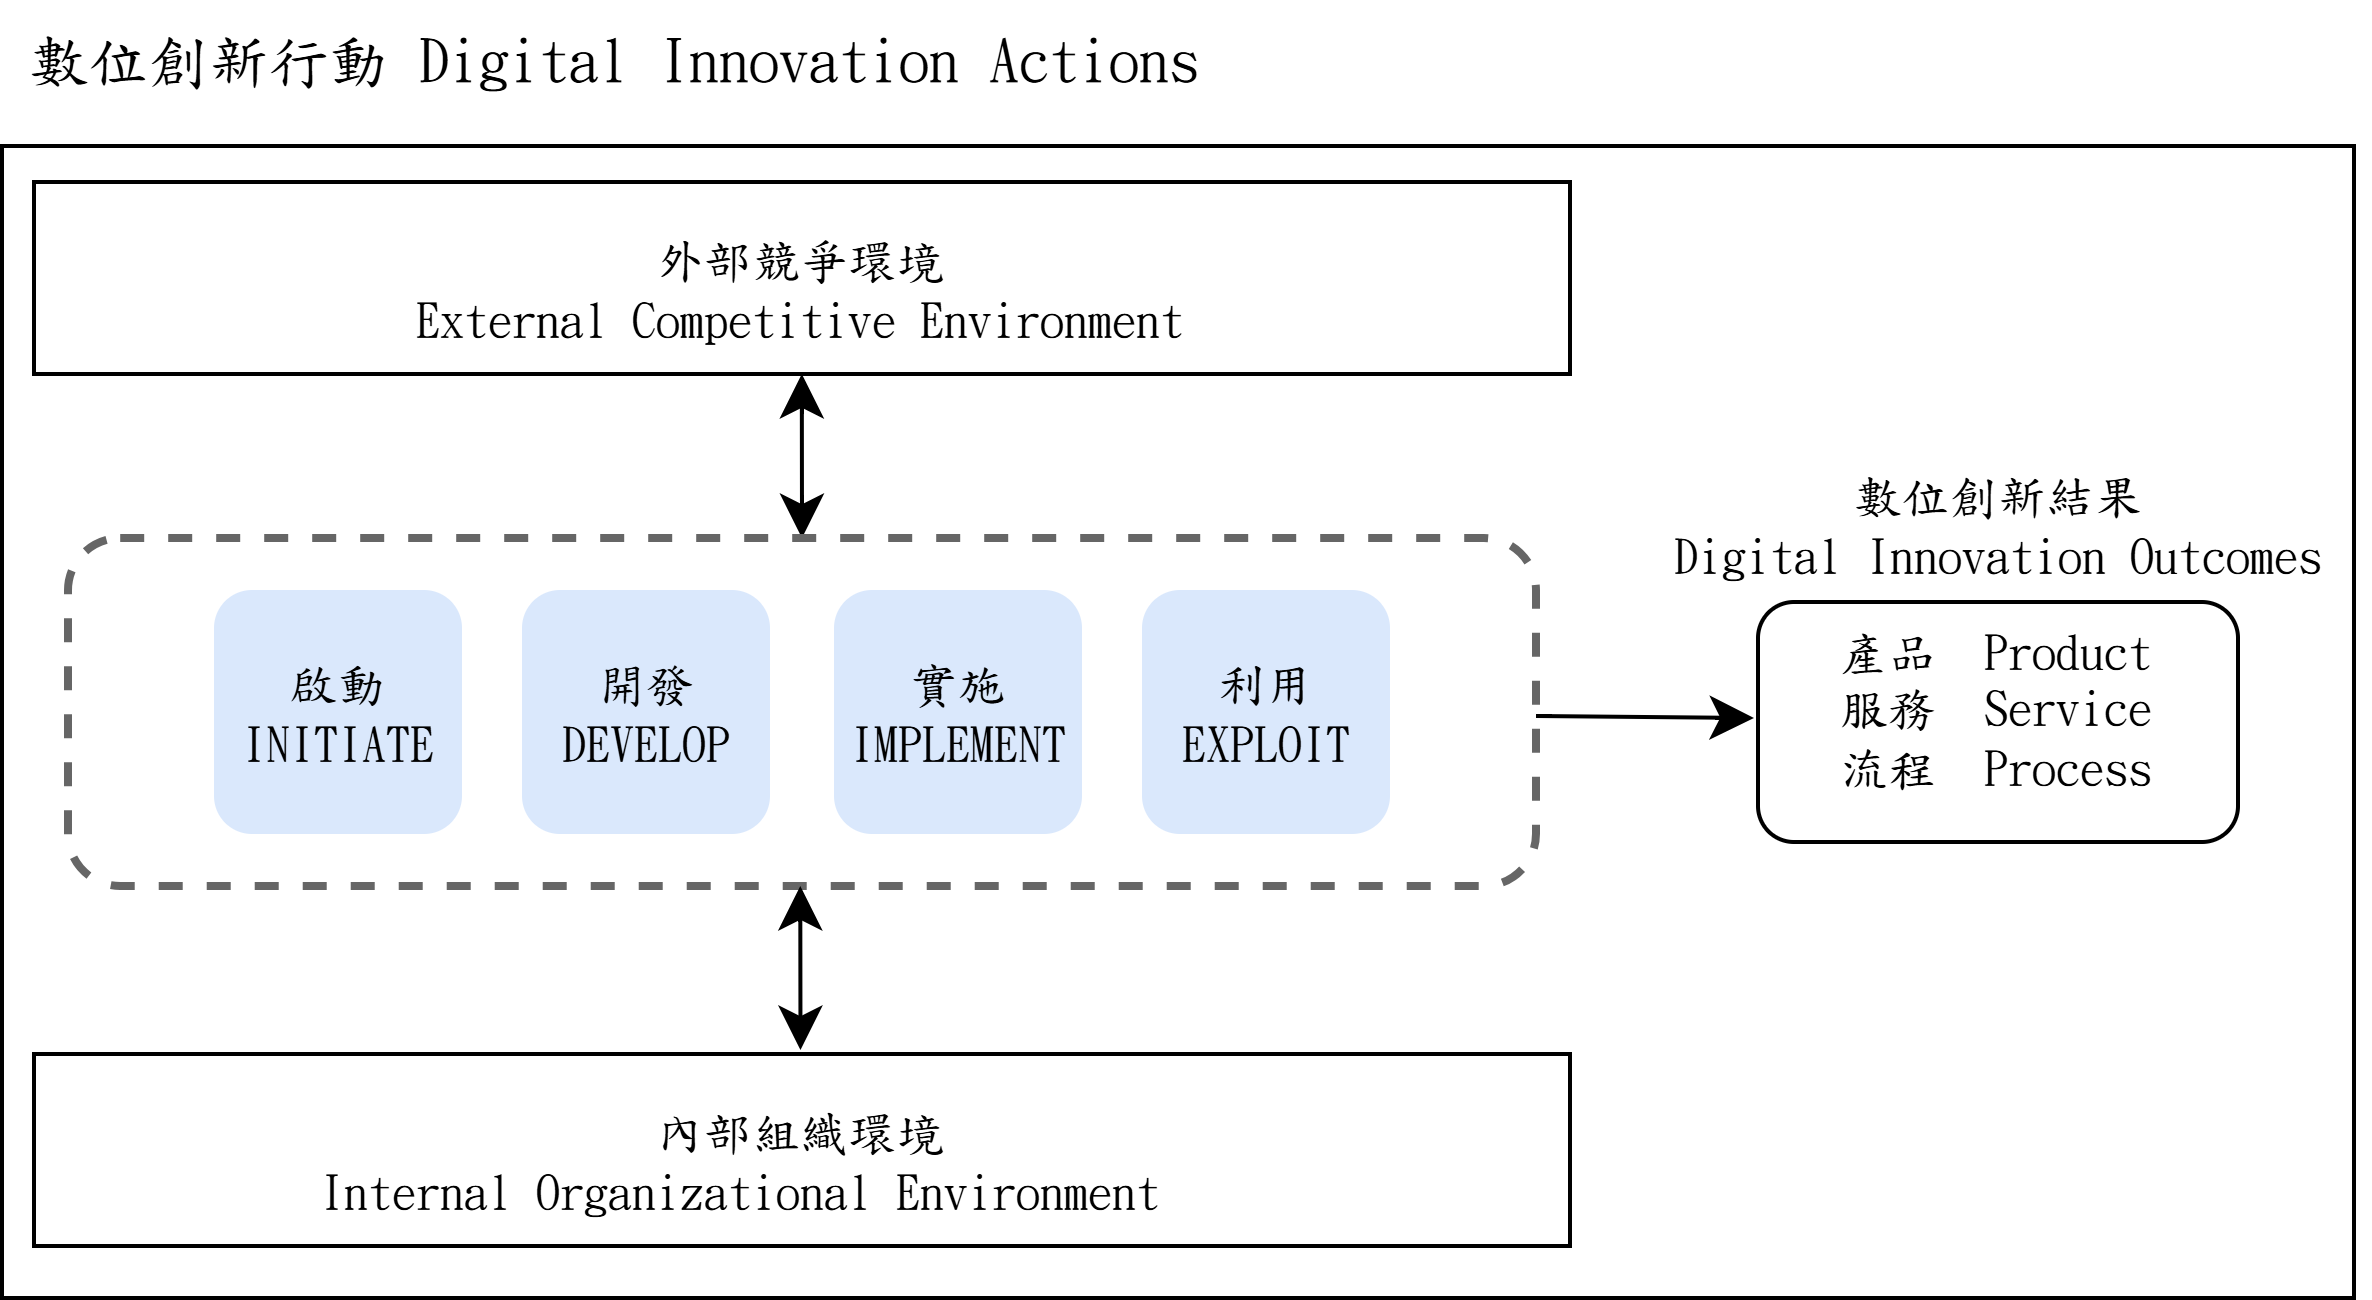 數位創新行動 Digital Innovation Actions
外部競爭環境
External Competitive Environment
啟動
INITIATE
開發
DEVELOP
實施
IMPLEMENT
利用
EXPLOIT
數位創新結果
Digital Innovation Outcomes
產品 Product
服務 Service
流程 Process
內部組織環境
Internal Organizational Environment